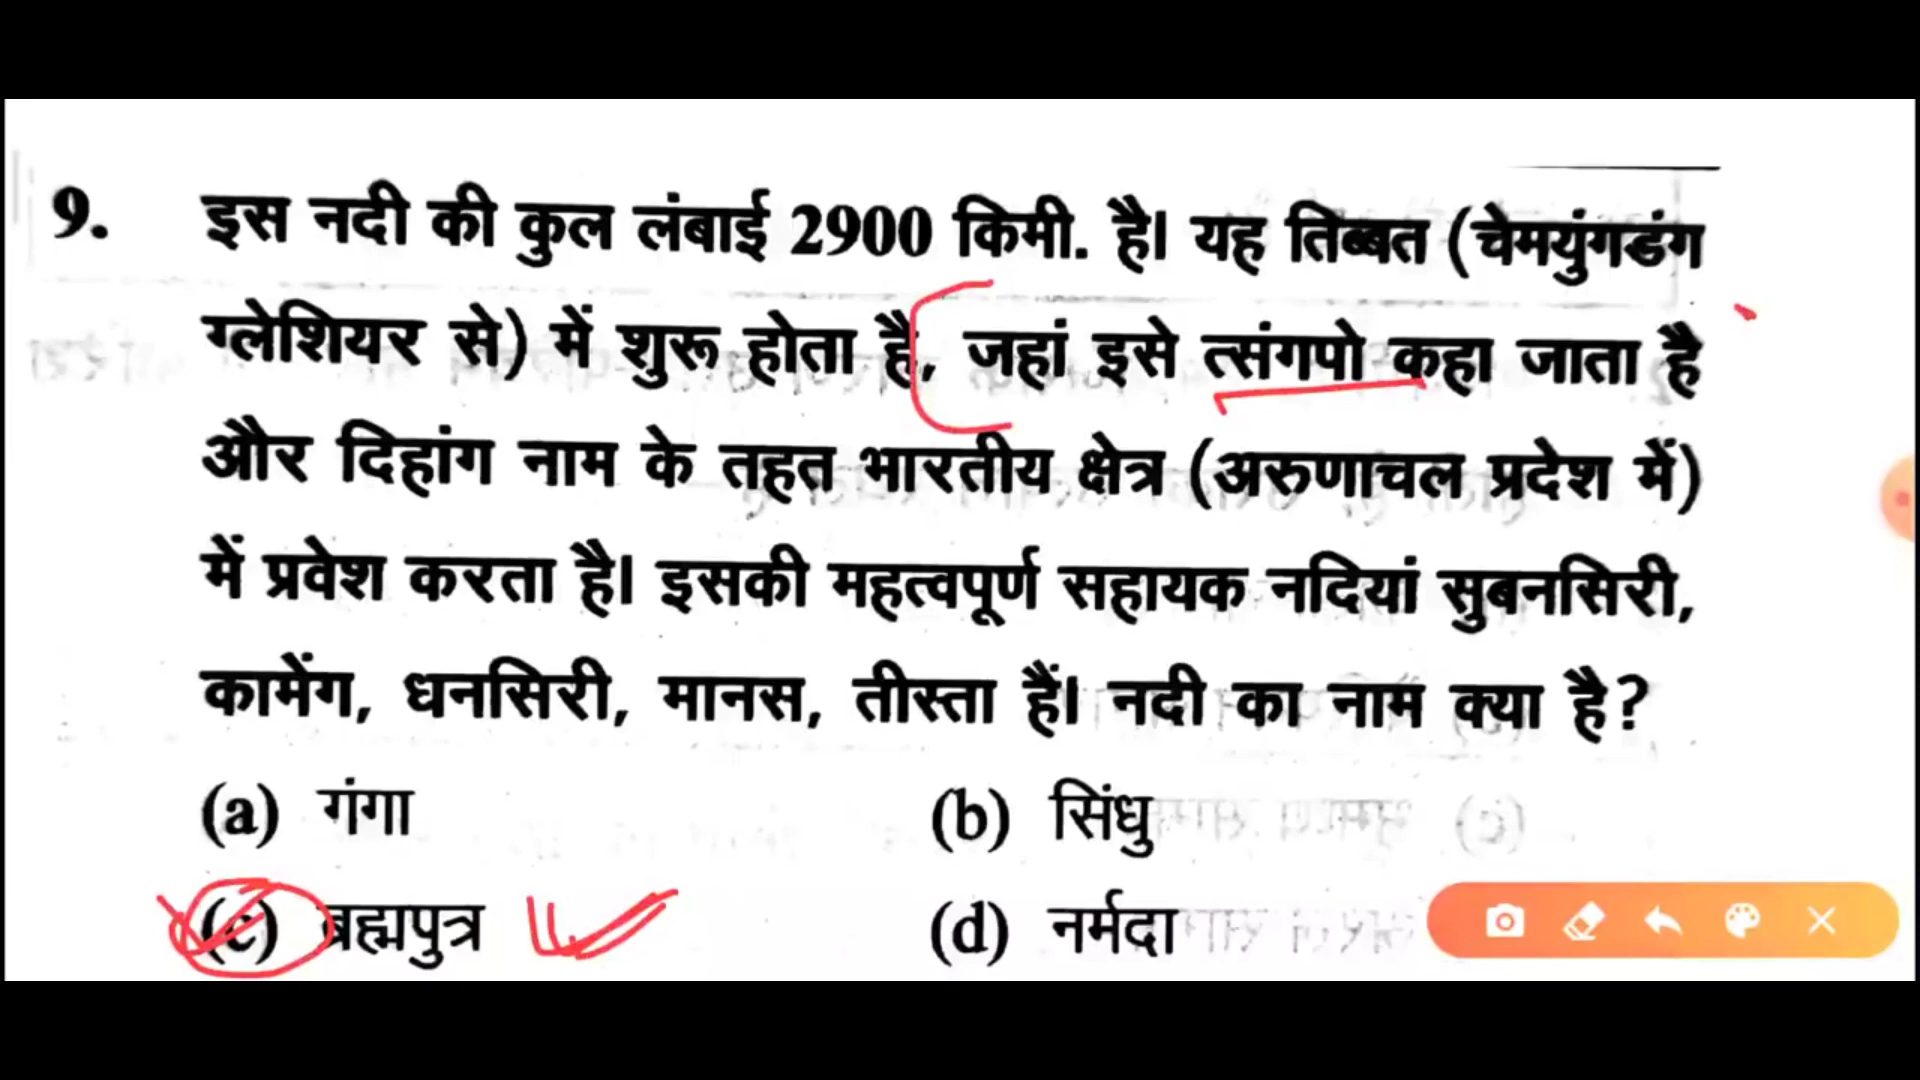 9. इस नदी की कुल लंबाई 2900 किमी. है। यह तिब्बत (चेमयुंगडंग
ग्लेशियर से) में शुरू होता है, जहां इसे त्संगपो कहा जाता है
और दिहांग नाम के तहत भारतीय क्षेत्र (अरुणाचल प्रदेश में)
में प्रवेश करता है। इसकी महत्वपूर्ण सहायक नदियां सुबनसिरी,
कामेंग, धनसिरी, मानस, तीस्ता हैं। नदी का नाम क्या है?
(a) गंगा (b) सिंधु
(c) ब्रह्मपुत्र (d) नर्मदा